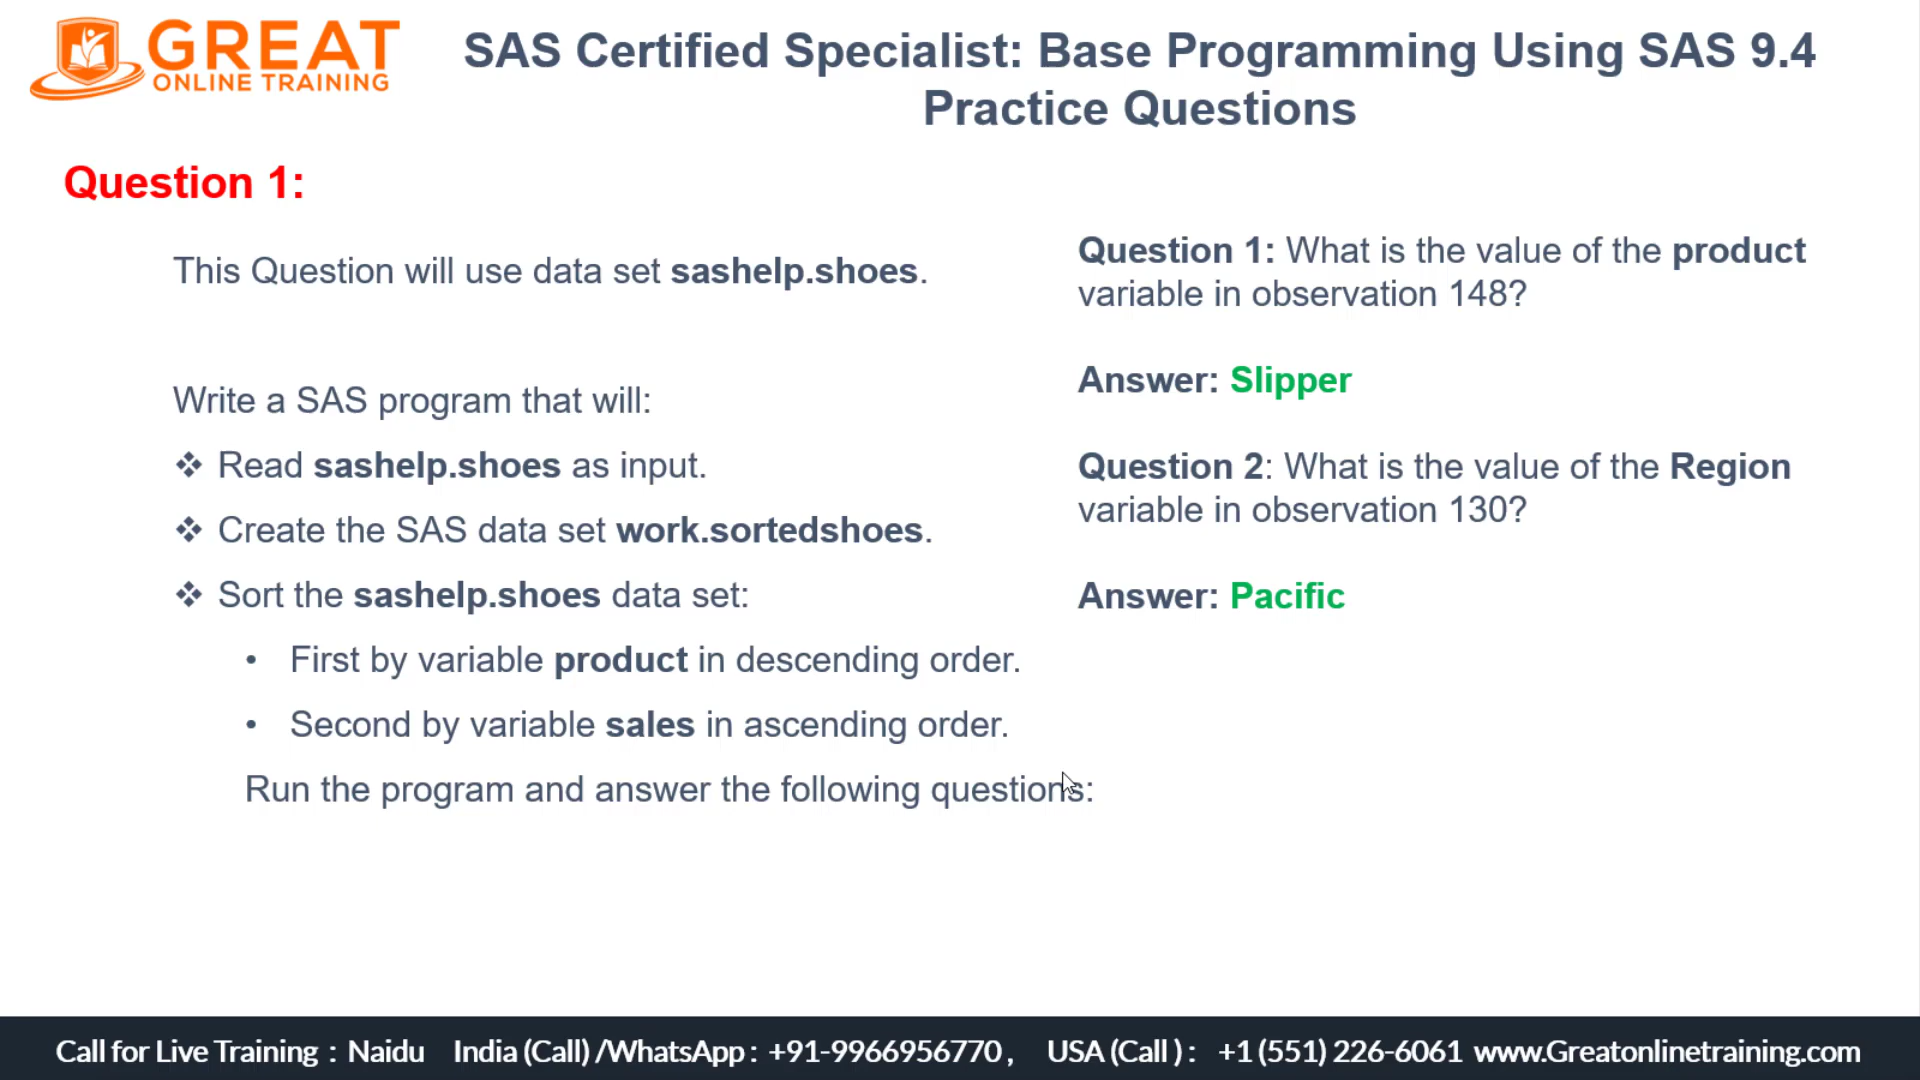 GREAT
ONLINE TRAINING
SAS Certified Specialist: Base Programming Using SAS 9.4
Practice Questions
Question 1:
This Question will use data set sashelp.shoes.
Write a SAS program that will:
❖ Read sashelp.shoes as input.
❖ Create the SAS data set work.sortedshoes.
❖ Sort the sashelp.shoes data set:
• First by variable product in descending order.
• Second by variable sales in ascending order.
Run the program and answer the following questions:
Question 1: What is the value of the product
variable in observation 148?
Answer: Slipper
Question 2: What is the value of the Region
variable in observation 130?
Answer: Pacific
Call for Live Training : Naidu India (Call) /WhatsApp : +91-9966956770 , USA (Call ) : +1 (551) 226-6061 www.Greatonlinetraining.com